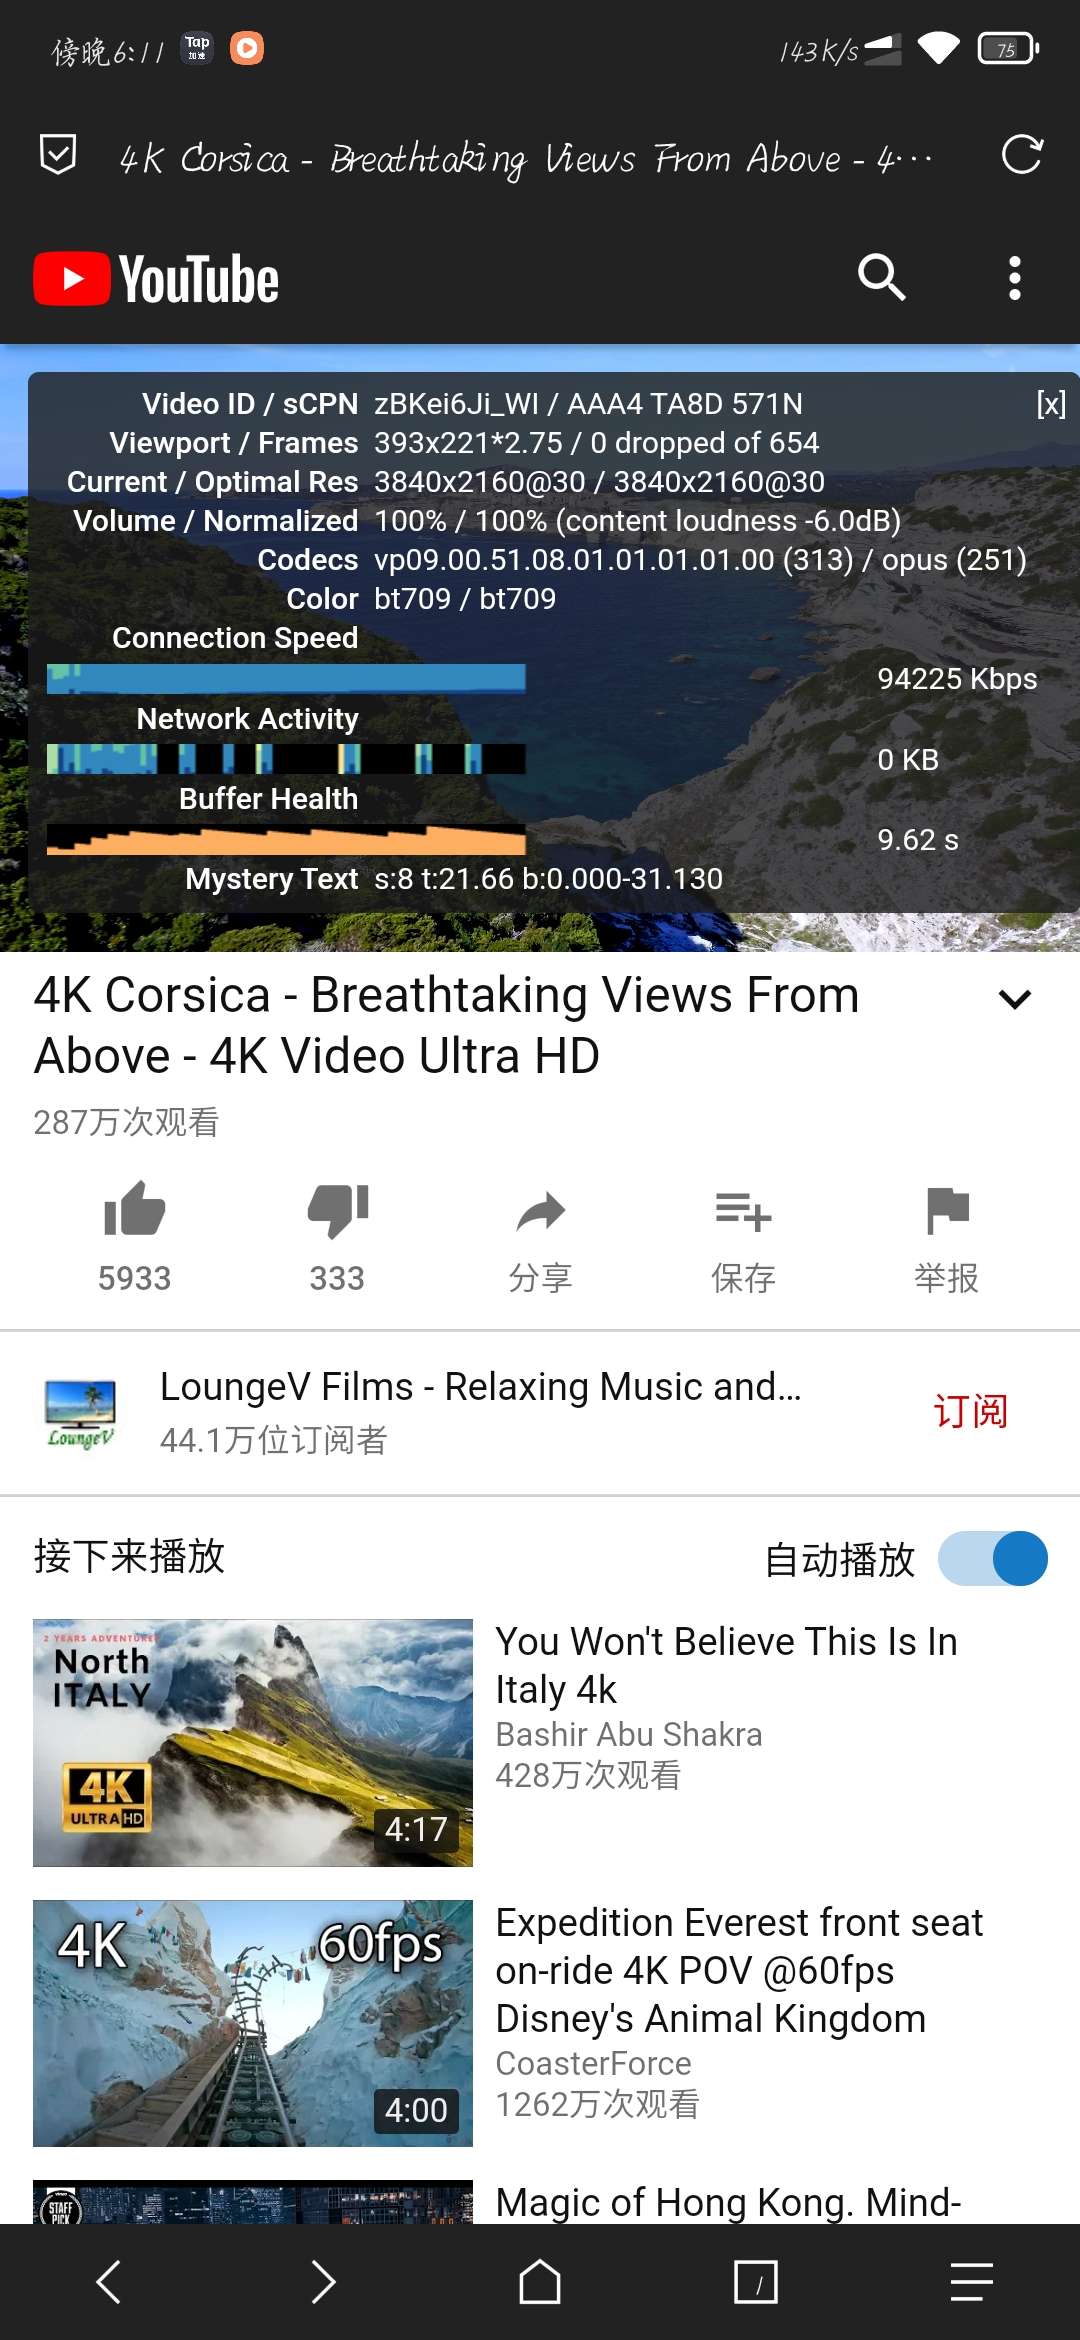 傍晚6:11
Tap
加速
143K/s
75
4K Corsica - Breathtaking Views From Above - 4...
YouTube
Video ID / sCPN zBKei6Ji_WI / AAA4 TA8D 571N [x]
Viewport / Frames 393x221*2.75 / 0 dropped of 654
Current / Optimal Res 3840x2160@30 / 3840x2160@30
Volume / Normalized 100% / 100% (content loudness -6.0dB)
Codecs vp09.00.51.08.01.01.01.01.00 (313) / opus (251)
Color bt709 / bt709
Connection Speed
94225 Kbps
Network Activity
0 KB
Buffer Health
9.62 s
Mystery Text s:8 t:21.66 b:0.000-31.130
4K Corsica - Breathtaking Views From
Above - 4K Video Ultra HD
287万次观看
5933 333 分享 保存 举报
LoungeV
LoungeV Films - Relaxing Music and...
44.1万位订阅者
订阅
接下来播放 自动播放
2 YEARS ADVENTURE
North
ITALY
4K
ULTRA HD
4:17
You Won't Believe This Is In
Italy 4k
Bashir Abu Shakra
428万次观看
4K 60fps
4:00
Expedition Everest front seat
on-ride 4K POV @60fps
Disney's Animal Kingdom
CoasterForce
1262万次观看
STAFF
PICK
Magic of Hong Kong. Mind-
1